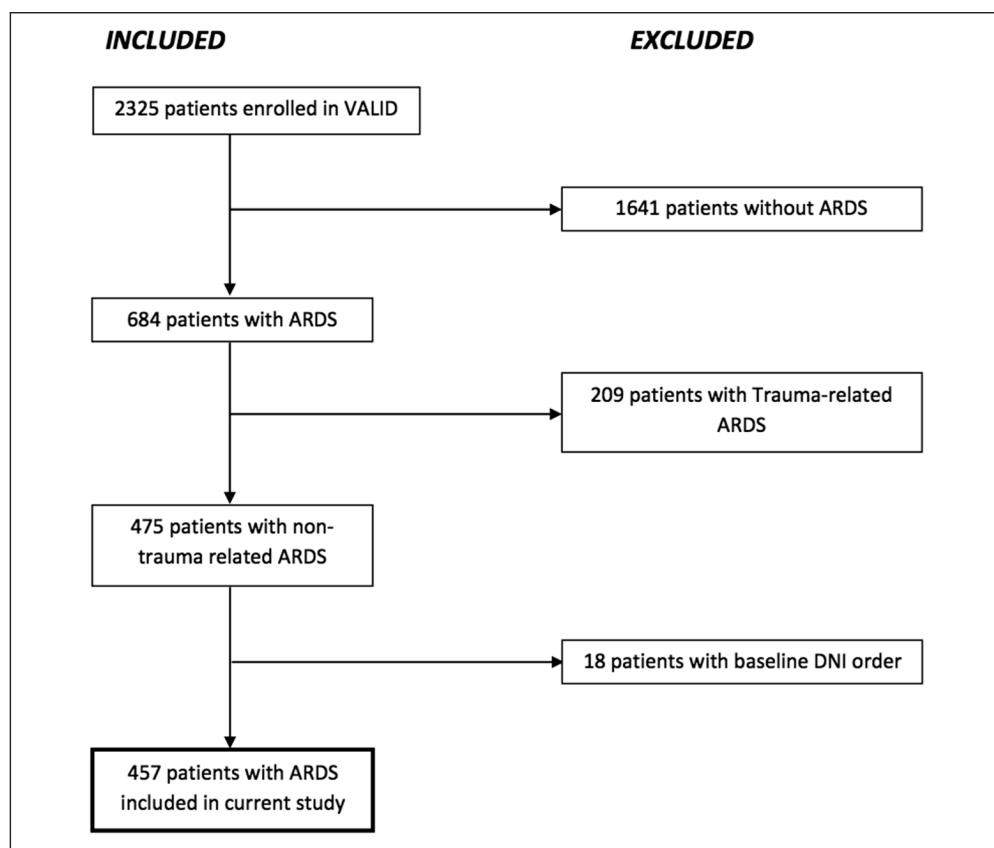 INCLUDED
EXCLUDED
2325 patients enrolled in VALID
1641 patients without ARDS
684 patients with ARDS
209 patients with Trauma-related
ARDS
475 patients with non-
trauma related ARDS
18 patients with baseline DNI order
457 patients with ARDS
included in current study